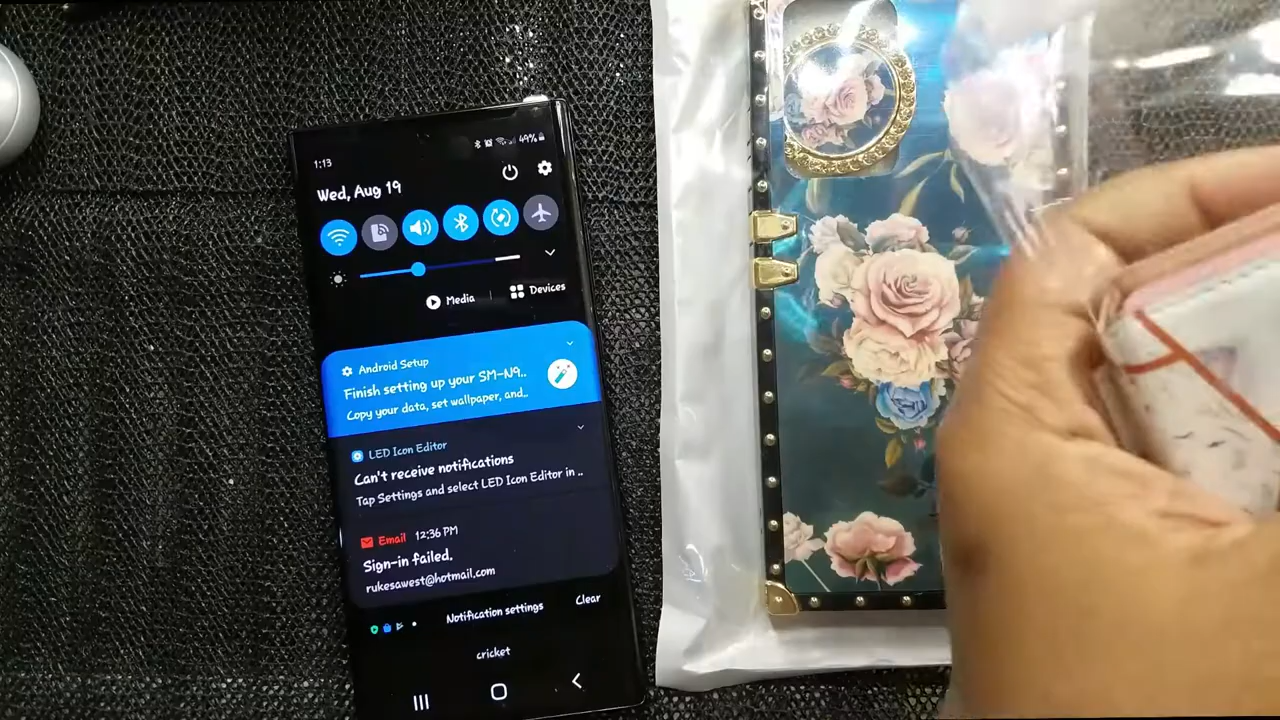 1:13
49%
Wed, Aug 19
Media
Devices
Android Setup
Finish setting up your SM-N9..
Copy your data, set wallpaper, and..
LED Icon Editor
Can't receive notifications
Tap Settings and select LED Icon Editor in ..
Email 12:36 PM
Sign-in failed.
rukesawest@hotmail.com
Notification settings
Clear
cricket